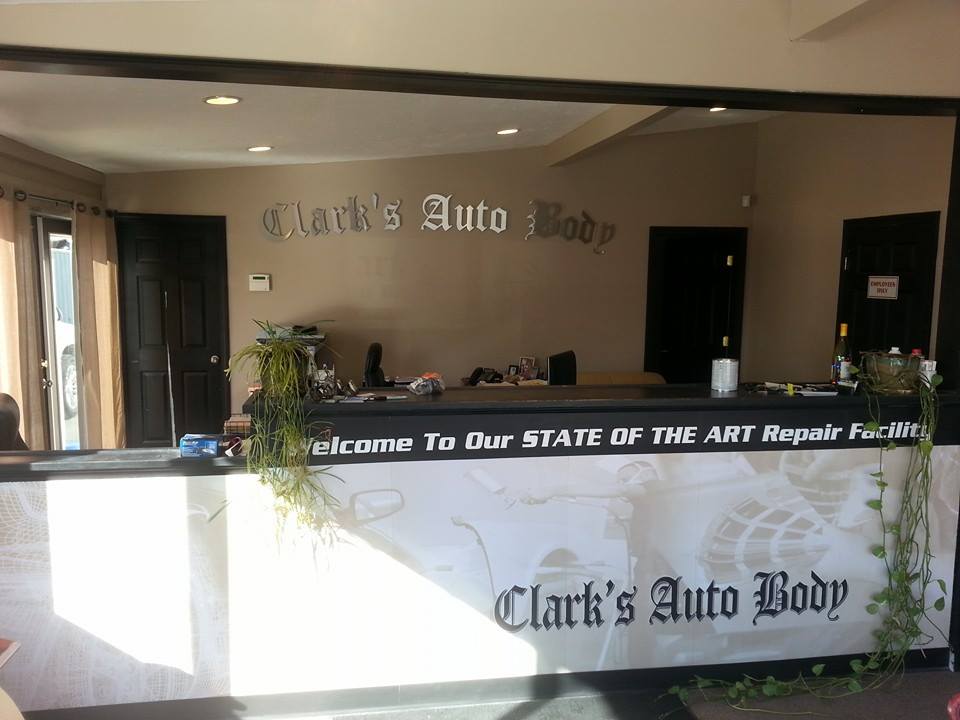 Clark's Auto Body
EMPLOYEES
ONLY
Welcome To Our STATE OF THE ART Repair Facility
Clark's Auto Body